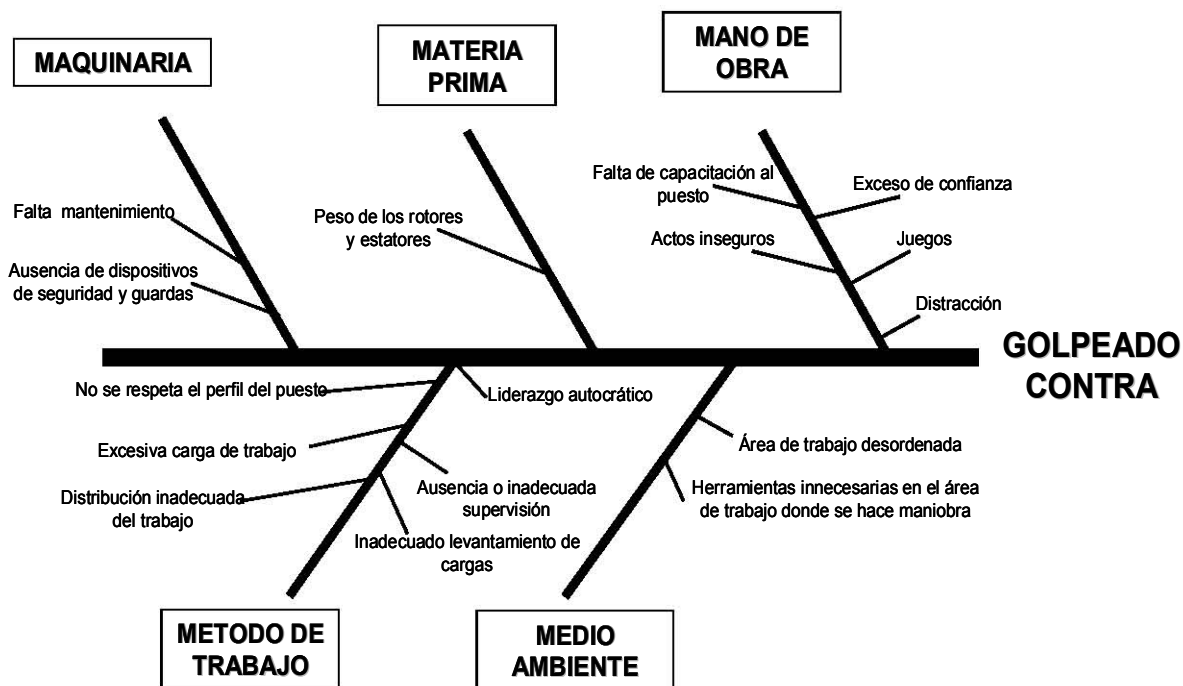 MAQUINARIA
MATERIA
PRIMA
MANO DE
OBRA
Falta mantenimiento
Ausencia de dispositivos
de seguridad y guardas
Peso de los rotores
y estatores
Falta de capacitación al
puesto
Exceso de confianza
Actos inseguros
Juegos
Distracción
GOLPEADO
CONTRA
No se respeta el perfil del puesto
Liderazgo autocrático
Excesiva carga de trabajo
Ausencia o inadecuada
supervisión
Distribución inadecuada
del trabajo
Inadecuado levantamiento de
cargas
Área de trabajo desordenada
Herramientas innecesarias en el área
de trabajo donde se hace maniobra
METODO DE
TRABAJO
MEDIO
AMBIENTE